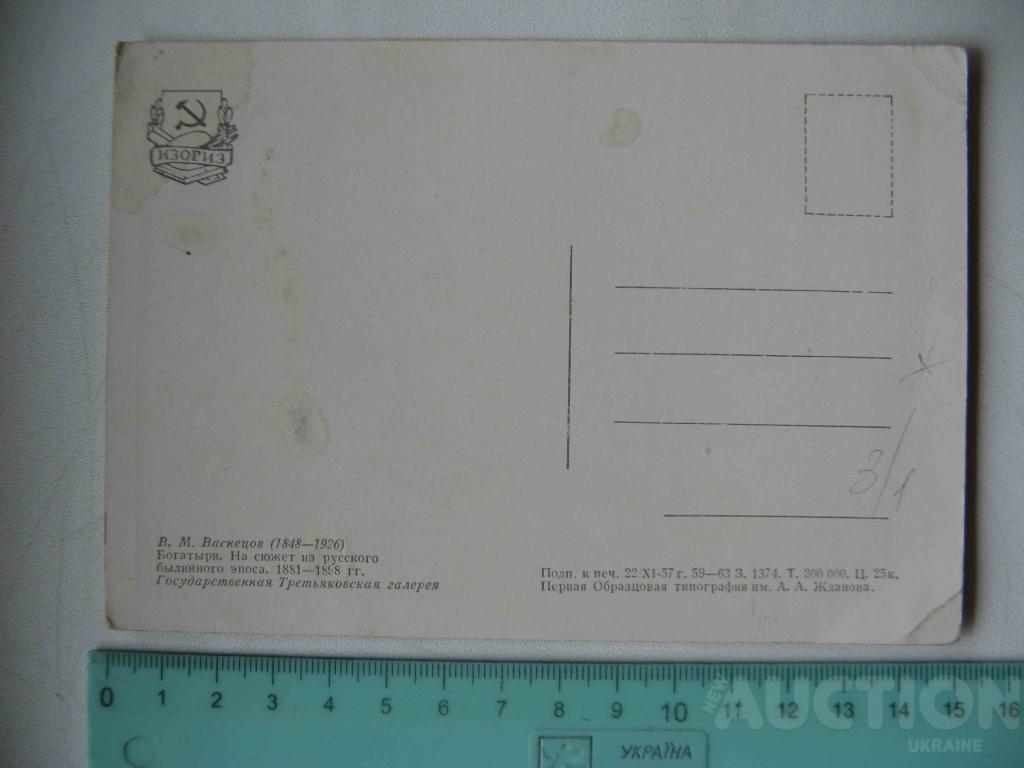 ИЗОГИЗ
В. М. Васнецов (1848—1926)
Богатыри. На сюжет из русского
былинного эпоса. 1881—1898 гг.
Государственная Третьяковская галерея
Подп. к печ. 22/XI-57 г. 59—63 З. 1374. Т. 300 000. Ц. 25 к.
Первая Образцовая типография им. А. А. Жданова.
3/1
0 1 2 3 4 5 6 7 8 9 10 11 12 13 14 15 16
УКРАЇНА
NEW AUCTION
UKRAINE